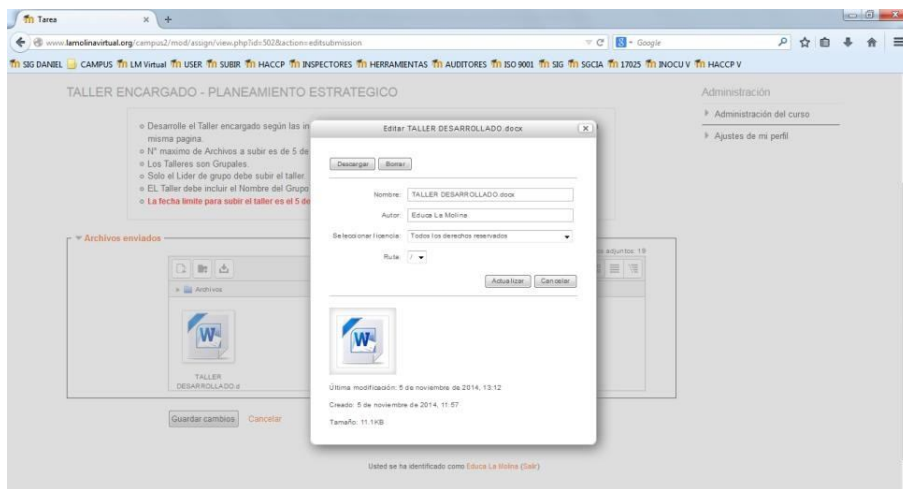 Tarea
www.lamolinavirtual.org/campus2/mod/assign/view.php?id=502&action=editsubmission
Google
SIG DANIEL CAMPUS LM Virtual USER SUBIR HACCP INSPECTORES HERRAMIENTAS AUDITORES ISO 9001 SIG SGCIA 17025 INOCU V HACCP V
TALLER ENCARGADO - PLANEAMIENTO ESTRATEGICO
Desarrolle el Taller encargado según las in
misma pagina.
N° maximo de Archivos a subir es de 5 de
Los Talleres son Grupales.
Solo el Lider de grupo debe subir el taller.
EL Taller debe incluir el Nombre del Grupo
La fecha limite para subir el taller es el 5 de
Administración
Administración del curso
Ajustes de mi perfil
Archivos enviados
adjuntos: 19
Archivos
TALLER
DESARROLLADO.d
Guardar cambios Cancelar
Editar TALLER DESARROLLADO.docx
Descargar Borrar
Nombre: TALLER DESARROLLADO.docx
Autor: Educa La Molina
Seleccionar licencia: Todos los derechos reservados
Ruta: /
Actualizar Cancelar
Última modificación: 5 de noviembre de 2014, 13:12
Creado: 5 de noviembre de 2014, 11:57
Tamaño: 11.1KB
Usted se ha identificado como Educa La Molina (Salir)